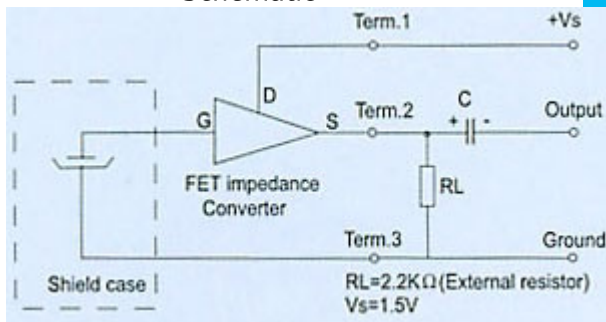 Schematic
Term.1
+Vs
D
G
S
Term.2
C
+ -
Output
FET impedance
Converter
RL
Term.3
Ground
Shield case
RL=2.2KΩ(External resistor)
Vs=1.5V